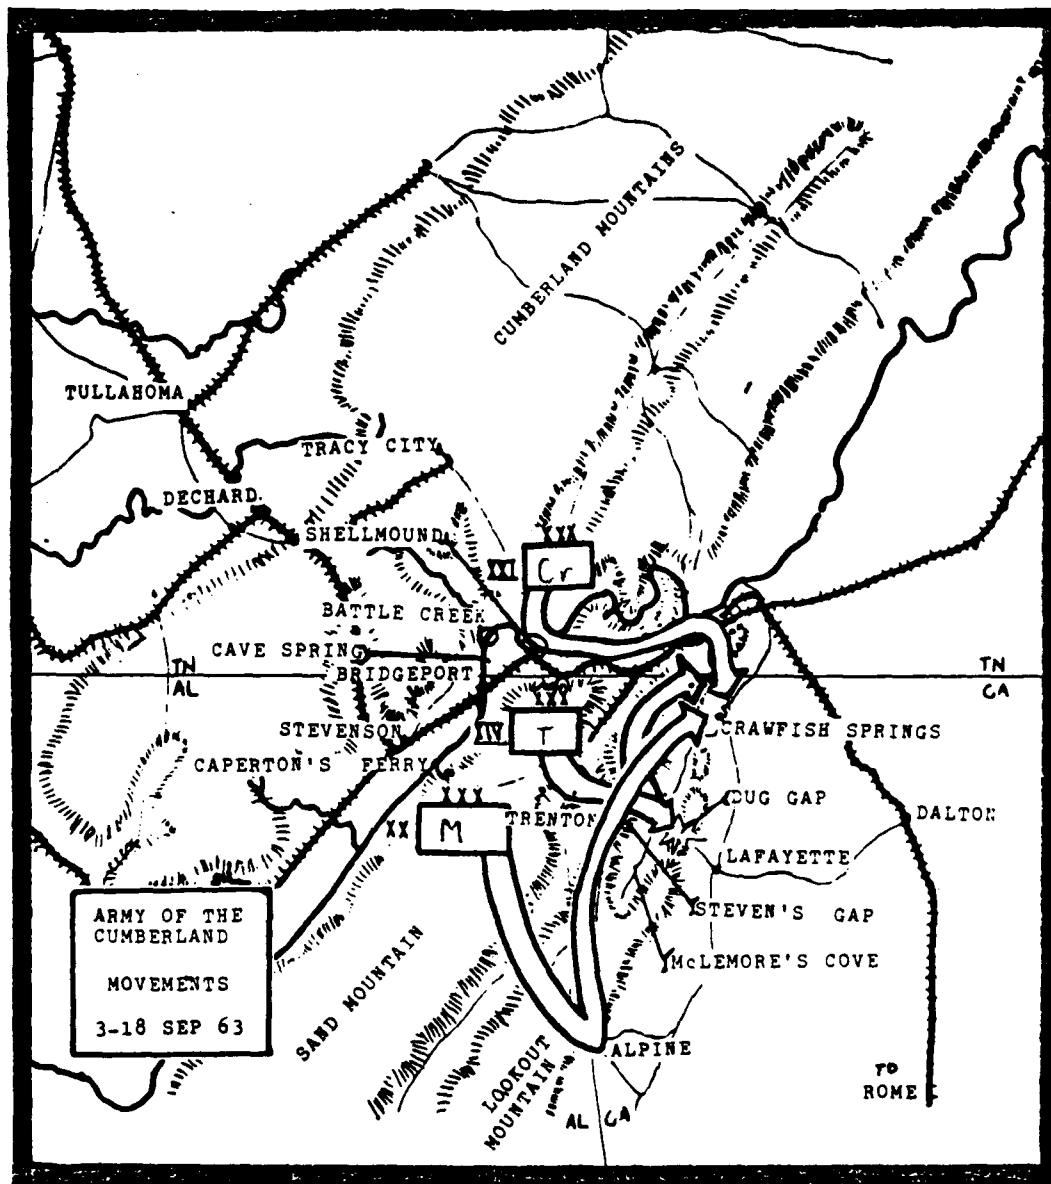 CUMBERLAND MOUNTAINS
TULLAHOMA
TRACY CITY
DECHARD.
SHELLMOUND
XXX
XXI
Cr
BATTLE CREEK
CAVE SPRING
TN
AL
BRIDGEPORT
TN
GA
XXX
XIV
T
STEVENSON
CRAWFISH SPRINGS
CAPERTON'S FERRY
XXX
XX
M
TRENTON
DUG GAP
DALTON
LAFAYETTE
STEVEN'S GAP
McLEMORE'S COVE
ARMY OF THE
CUMBERLAND
MOVEMENTS
3-18 SEP 63
SAND MOUNTAIN
LOOKOUT
MOUNTAIN
ALPINE
AL GA
TO
ROME